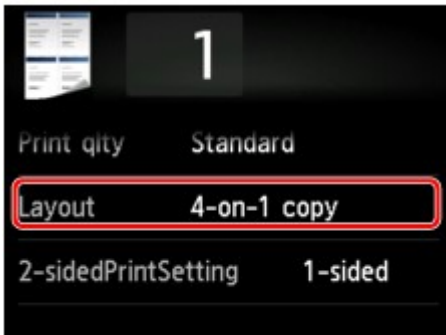 1
Print qlty Standard
Layout 4-on-1 copy
2-sidedPrintSetting 1-sided